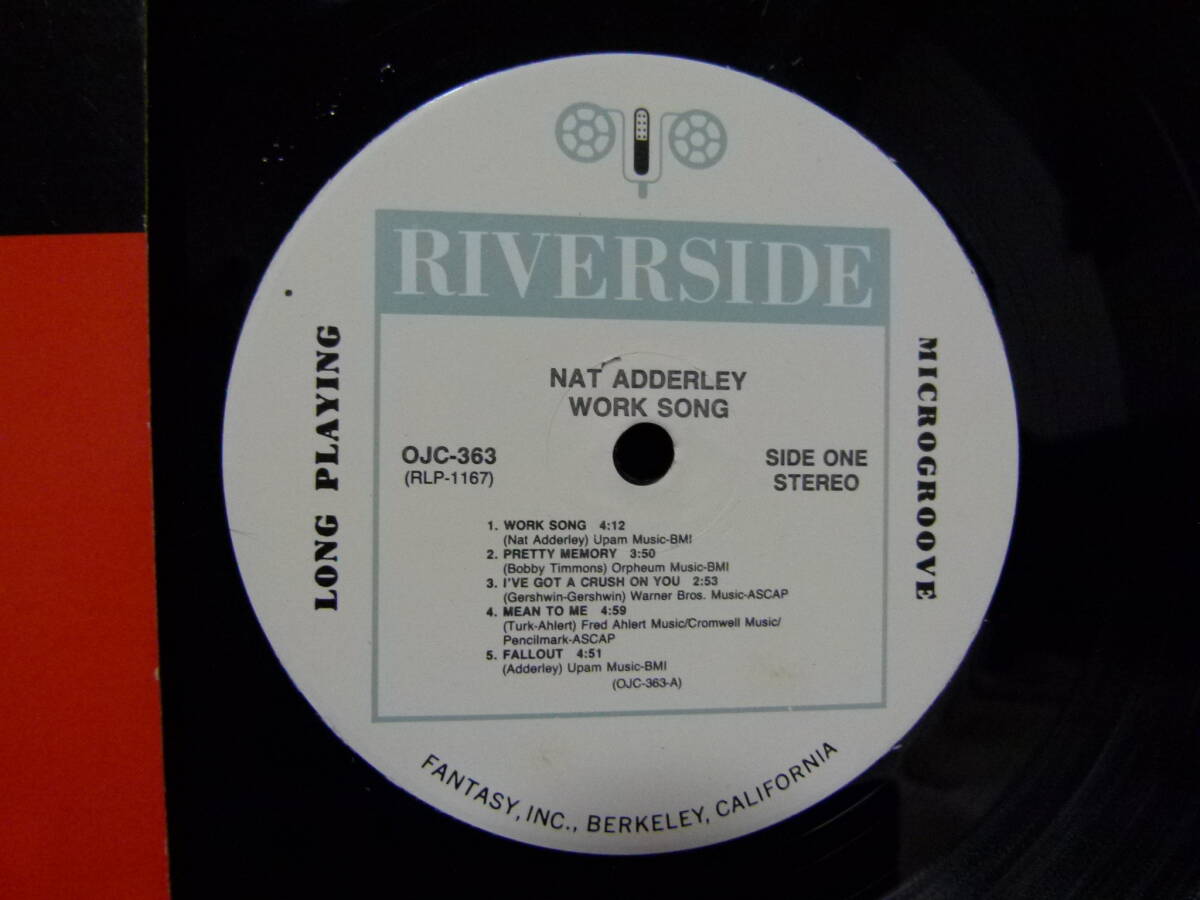 RIVERSIDE
LONG PLAYING
MICROGROOVE
NAT ADDERLEY
WORK SONG
OJC-363
(RLP-1167)
SIDE ONE
STEREO
1. WORK SONG 4:12
(Nat Adderley) Upam Music-BMI
2. PRETTY MEMORY 3:50
(Bobby Timmons) Orpheum Music-BMI
3. I'VE GOT A CRUSH ON YOU 2:53
(Gershwin-Gershwin) Warner Bros. Music-ASCAP
4. MEAN TO ME 4:59
(Turk-Ahlert) Fred Ahlert Music/Cromwell Music/
Pencilmark-ASCAP
5. FALLOUT 4:51
(Adderley) Upam Music-BMI
(OJC-363-A)
FANTASY, INC., BERKELEY, CALIFORNIA